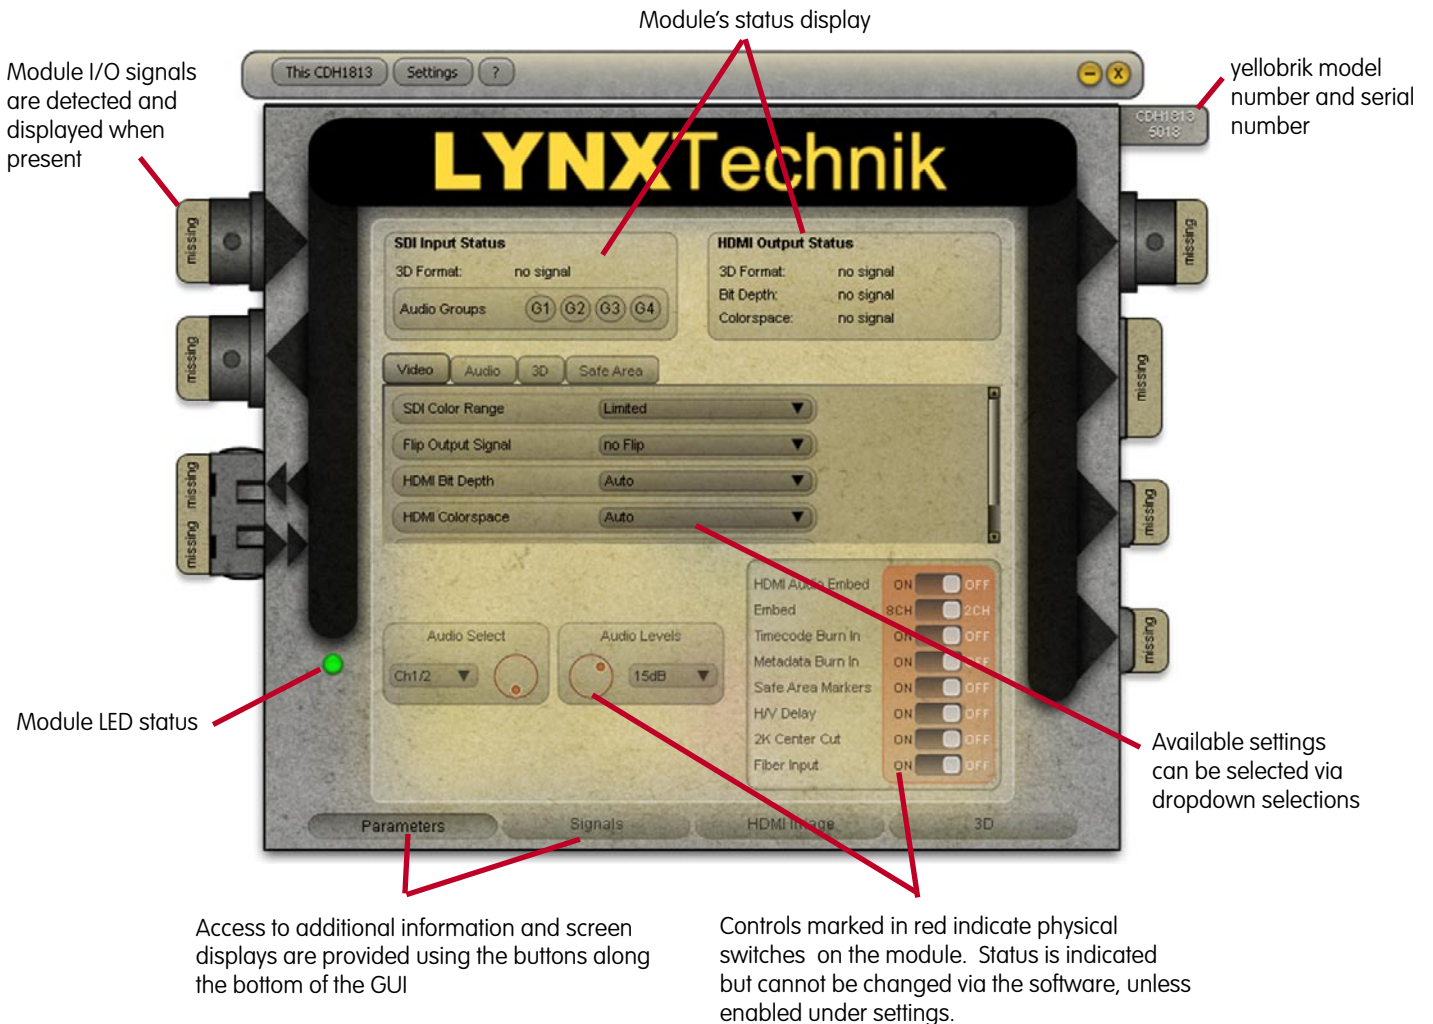 Module's status display
Module I/O signals
are detected and
displayed when
present
yellobrik model
number and serial
number
This CDH1813
Settings
?
CDH1813
5018
LYNXTechnik
missing
missing
missing
missing
missing
missing
missing
missing
SDI Input Status
3D Format: no signal
Audio Groups G1 G2 G3 G4
HDMI Output Status
3D Format: no signal
Bit Depth: no signal
Colorspace: no signal
Video Audio 3D Safe Area
SDI Color Range Limited
Flip Output Signal no Flip
HDMI Bit Depth Auto
HDMI Colorspace Auto
HDMI Audio Embed ON OFF
Embed 8CH 2CH
Timecode Burn In ON OFF
Metadata Burn In ON OFF
Safe Area Markers ON OFF
H/V Delay ON OFF
2K Center Cut ON OFF
Fiber Input ON OFF
Audio Select
Ch1/2
Audio Levels
15dB
Module LED status
Available settings
can be selected via
dropdown selections
Parameters Signals HDMI Image 3D
Access to additional information and screen
displays are provided using the buttons along
the bottom of the GUI
Controls marked in red indicate physical
switches on the module. Status is indicated
but cannot be changed via the software, unless
enabled under settings.